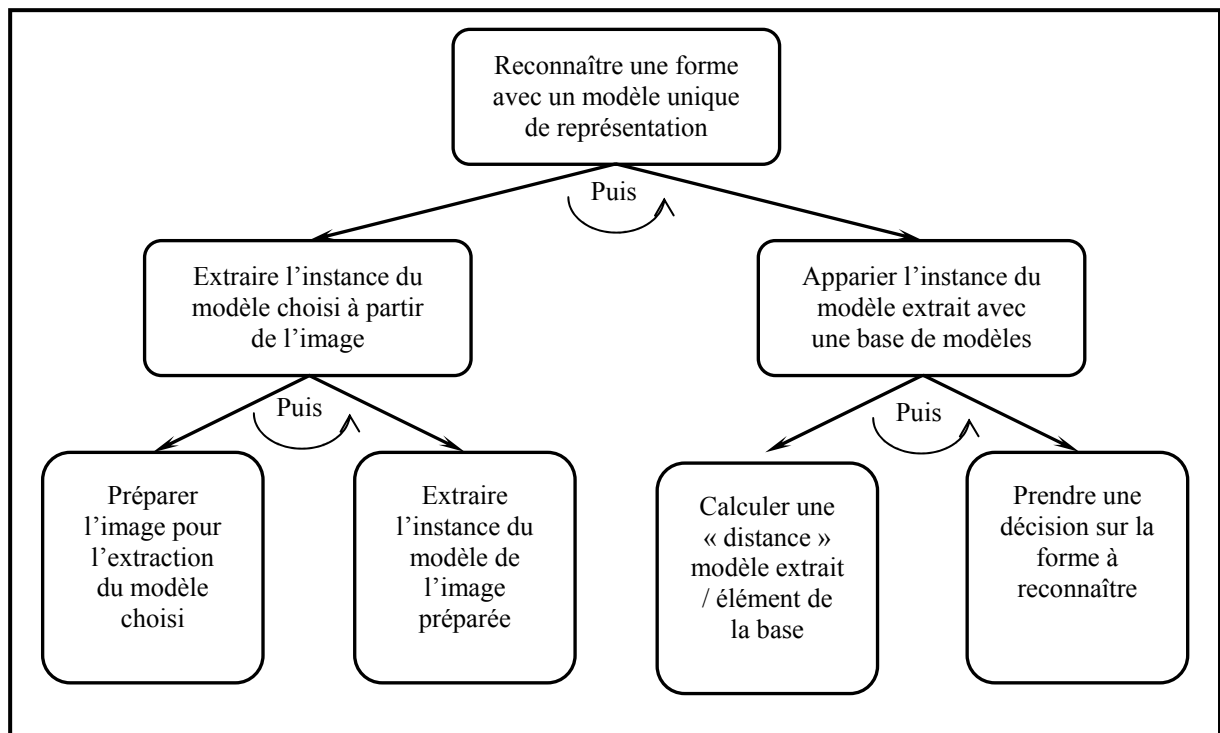 Reconnaître une forme
avec un modèle unique
de représentation
Puis
Extraire l’instance du
modèle choisi à partir
de l’image
Apparier l’instance du
modèle extrait avec
une base de modèles
Puis
Puis
Préparer
l’image pour
l’extraction
du modèle
choisi
Extraire
l’instance du
modèle de
l’image
préparée
Calculer une
« distance »
modèle extrait
/ élément de
la base
Prendre une
décision sur la
forme à
reconnaître